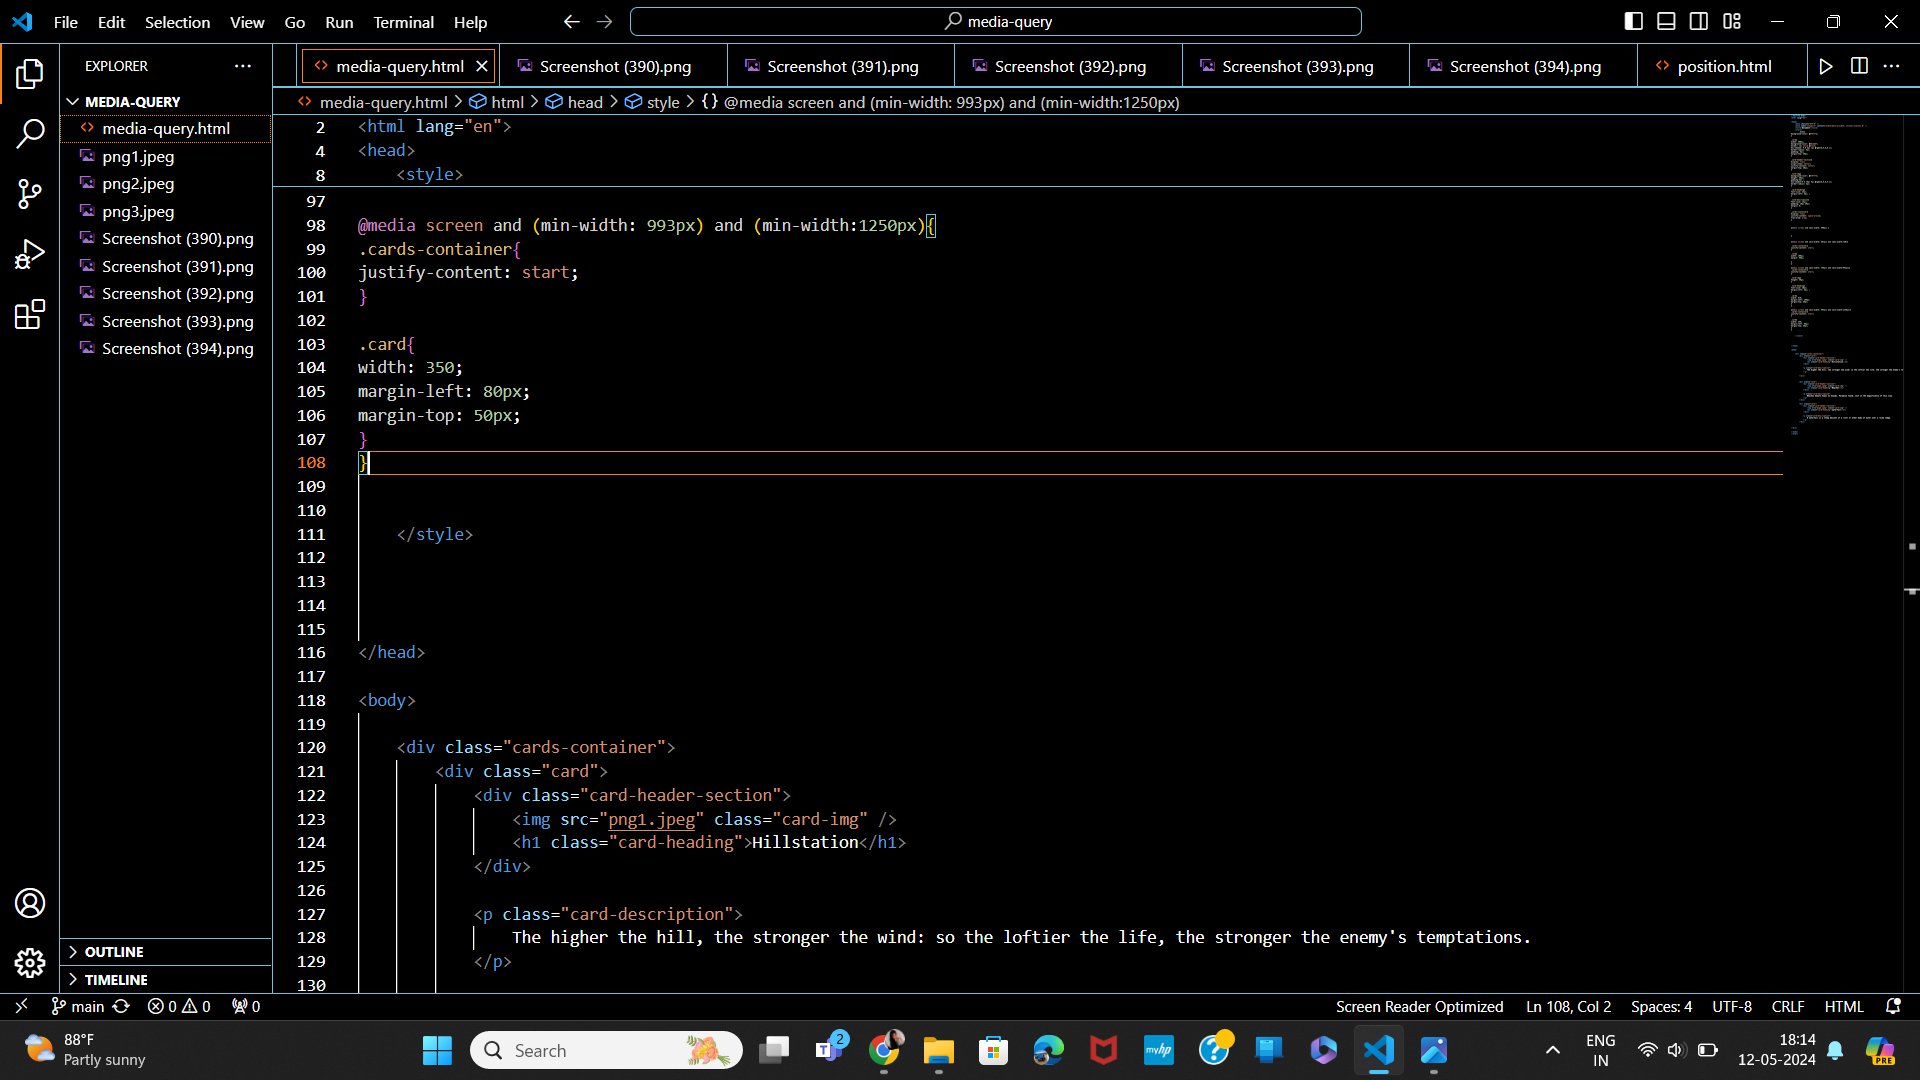 File Edit Selection View Go Run Terminal Help
media-query
EXPLORER
MEDIA-QUERY
media-query.html
png1.jpeg
png2.jpeg
png3.jpeg
Screenshot (390).png
Screenshot (391).png
Screenshot (392).png
Screenshot (393).png
Screenshot (394).png
OUTLINE
TIMELINE
media-query.html Screenshot (390).png Screenshot (391).png Screenshot (392).png Screenshot (393).png Screenshot (394).png position.html
media-query.html > html > head > style > {} @media screen and (min-width: 993px) and (min-width:1250px)
2 <html lang="en">
4 <head>
8 <style>
97
98 @media screen and (min-width: 993px) and (min-width:1250px){
99 .cards-container{
100 justify-content: start;
101 }
102
103 .card{
104 width: 350;
105 margin-left: 80px;
106 margin-top: 50px;
107 }
108 }
109
110
111 </style>
112
113
114
115
116 </head>
117
118 <body>
119
120 <div class="cards-container">
121 <div class="card">
122 <div class="card-header-section">
123 <img src="png1.jpeg" class="card-img" />
124 <h1 class="card-heading">Hillstation</h1>
125 </div>
126
127 <p class="card-description">
128 The higher the hill, the stronger the wind: so the loftier the life, the stronger the enemy's temptations.
129 </p>
130
main 0 0 0
Screen Reader Optimized Ln 108, Col 2 Spaces: 4 UTF-8 CRLF HTML
88°F
Partly sunny
Search
2
myhp
ENG
IN
18:14
12-05-2024
PRE